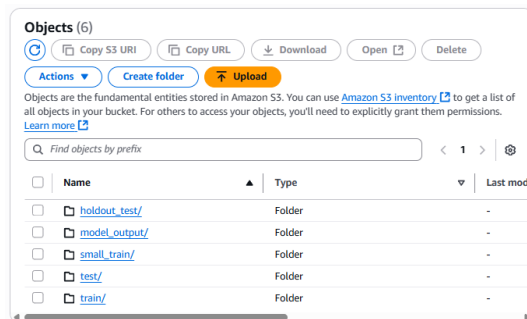 Objects (6)
Copy S3 URI Copy URL Download Open Delete
Actions Create folder Upload
Objects are the fundamental entities stored in Amazon S3. You can use Amazon S3 inventory to get a list of
all objects in your bucket. For others to access your objects, you'll need to explicitly grant them permissions.
Learn more
Find objects by prefix 1
Name Type Last mod
holdout_test/ Folder -
model_output/ Folder -
small_train/ Folder -
test/ Folder -
train/ Folder -